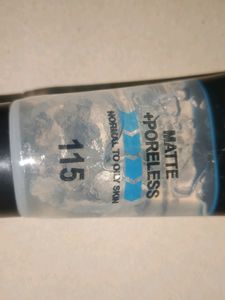 MATTE
+PORELESS
NORMAL TO OILY SKIN
115